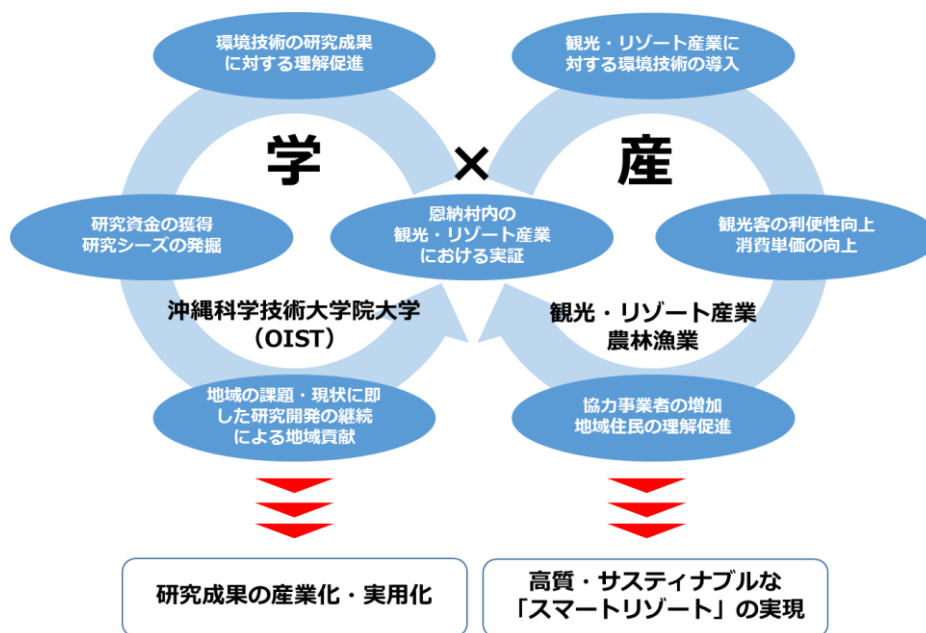 環境技術の研究成果
に対する理解促進
観光・リゾート産業に
対する環境技術の導入
学
×
産
研究資金の獲得
研究シーズの発掘
恩納村内の
観光・リゾート産業
における実証
観光客の利便性向上
消費単価の向上
沖縄科学技術大学院大学
（OIST）
観光・リゾート産業
農林漁業
地域の課題・現状に即
した研究開発の継続
による地域貢献
協力事業者の増加
地域住民の理解促進
研究成果の産業化・実用化
高質・サスティナブルな
「スマートリゾート」の実現